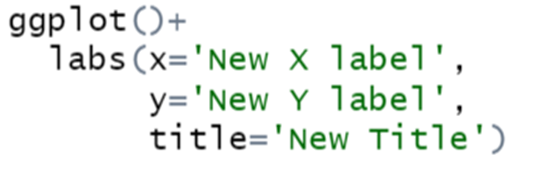 ggplot()+
  labs(x='New X label',
       y='New Y label',
       title='New Title')